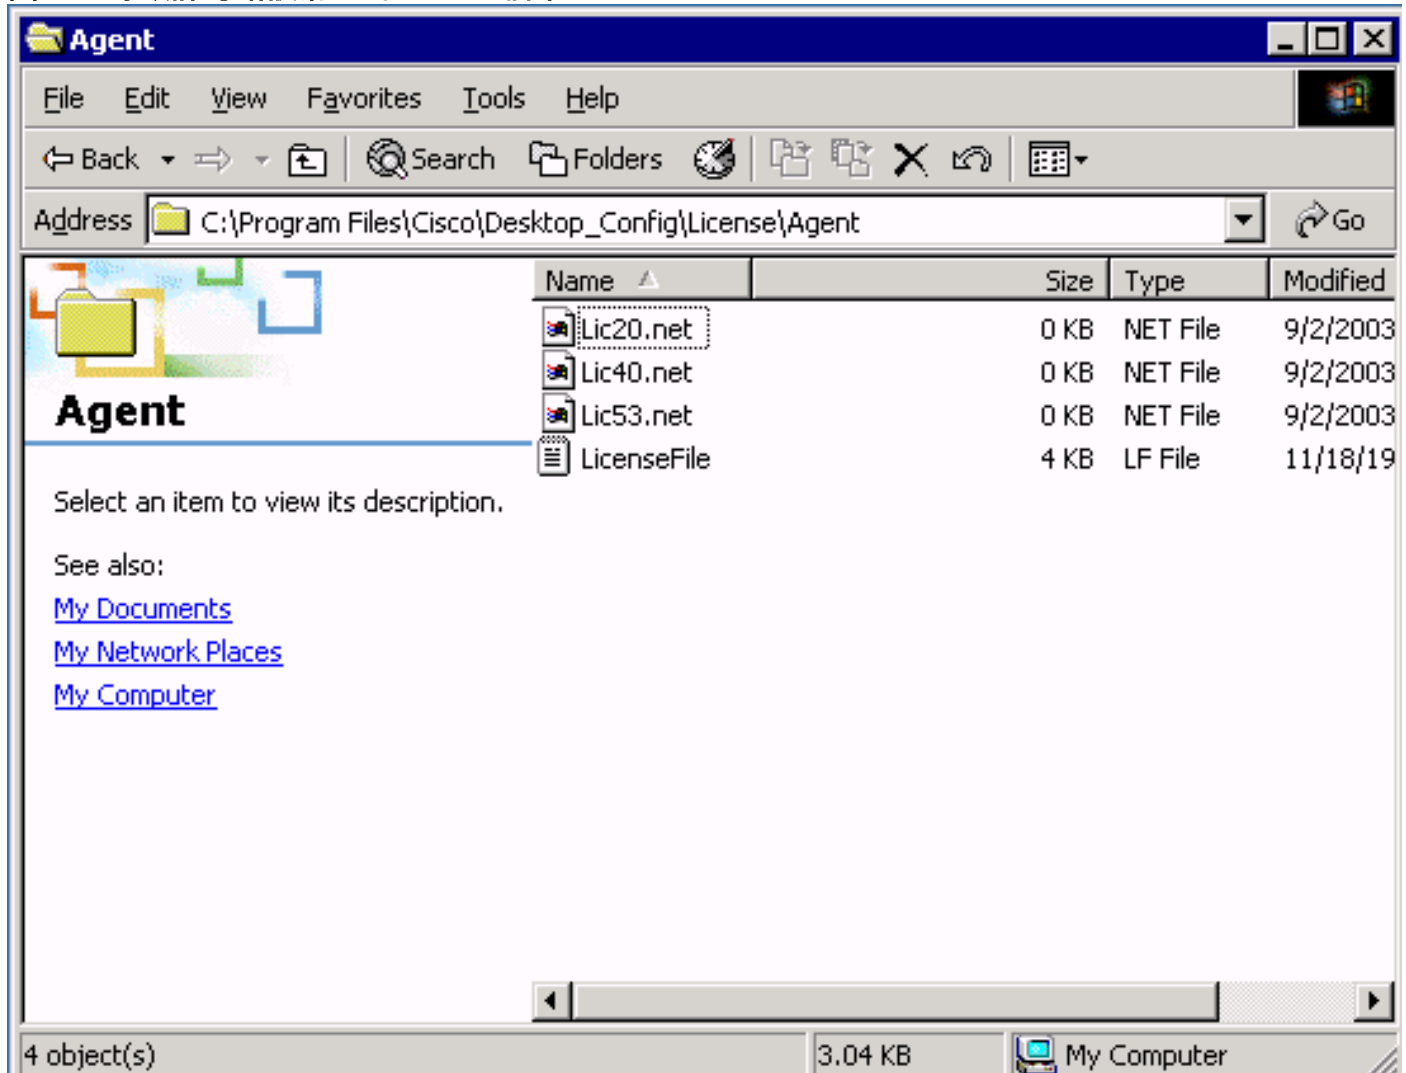 Agent
File Edit View Favorites Tools Help
Back Search Folders
Address C:\Program Files\Cisco\Desktop_Config\License\Agent Go
Name Size Type Modified
Lic20.net 0 KB NET File 9/2/2003
Lic40.net 0 KB NET File 9/2/2003
Lic53.net 0 KB NET File 9/2/2003
LicenseFile 4 KB LF File 11/18/19
Agent
Select an item to view its description.
See also:
My Documents
My Network Places
My Computer
4 object(s) 3.04 KB My Computer